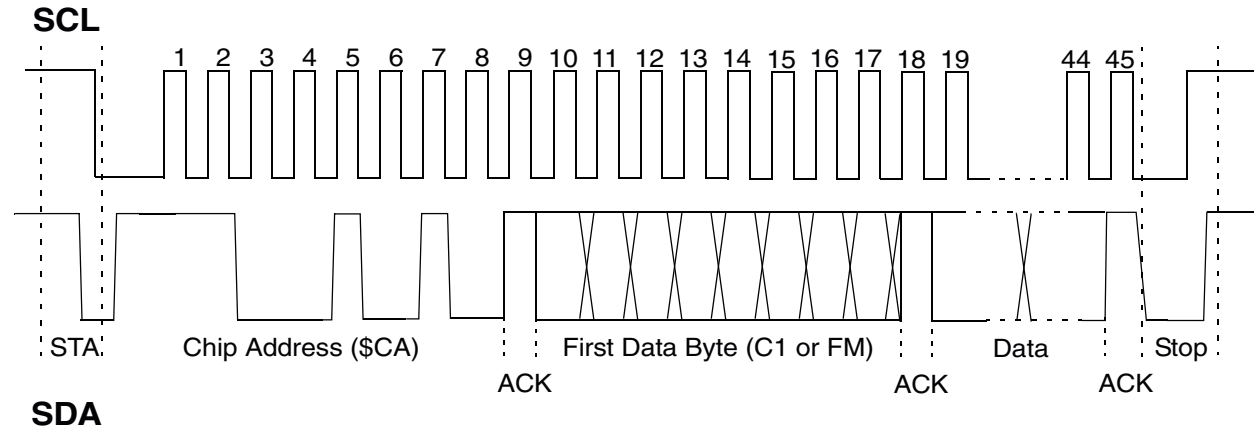 SCL
1 2 3 4 5 6 7 8 9 10 11 12 13 14 15 16 17 18 19 44 45
STA Chip Address ($CA) First Data Byte (C1 or FM) Data Stop
ACK ACK ACK
SDA